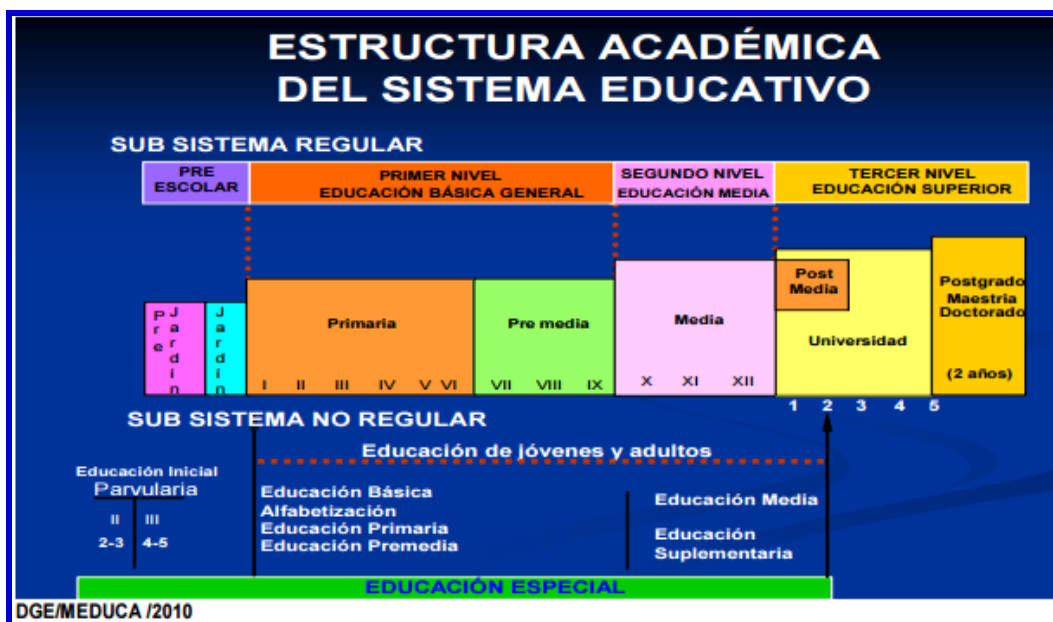 ESTRUCTURA ACADÉMICA
DEL SISTEMA EDUCATIVO
SUB SISTEMA REGULAR
PRE
ESCOLAR
PRIMER NIVEL
EDUCACIÓN BÁSICA GENERAL
SEGUNDO NIVEL
EDUCACIÓN MEDIA
TERCER NIVEL
EDUCACIÓN SUPERIOR
Pre
Jardín
Jardín
Primaria
I II III IV V VI
Pre media
VII VIII IX
Media
X XI XII
Post
Media
Universidad
1 2 3 4 5
Postgrado
Maestria
Doctorado
(2 años)
SUB SISTEMA NO REGULAR
Educación de jóvenes y adultos
Educación Inicial
Parvularia
II III
2-3 4-5
Educación Básica
Alfabetización
Educación Primaria
Educación Premedia
Educación Media
Educación
Suplementaria
EDUCACIÓN ESPECIAL
DGE/MEDUCA /2010